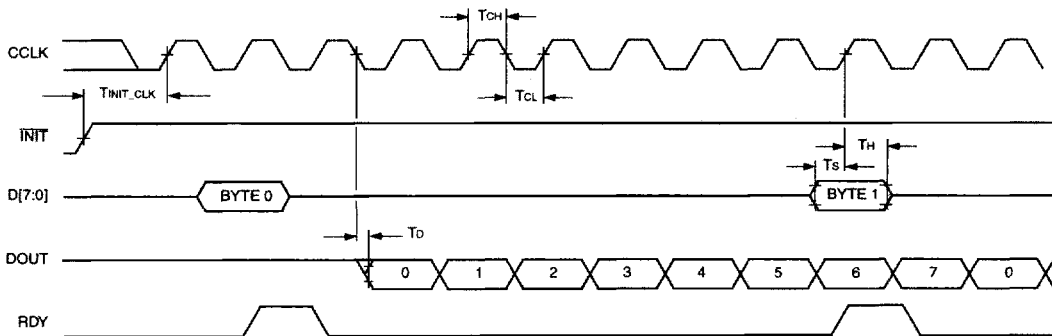 TCH
CCLK
TINIT_CLK
TCL
INIT
TH
TS
D[7:0]
BYTE 0
BYTE 1
TD
DOUT
0 1 2 3 4 5 6 7 0
RDY